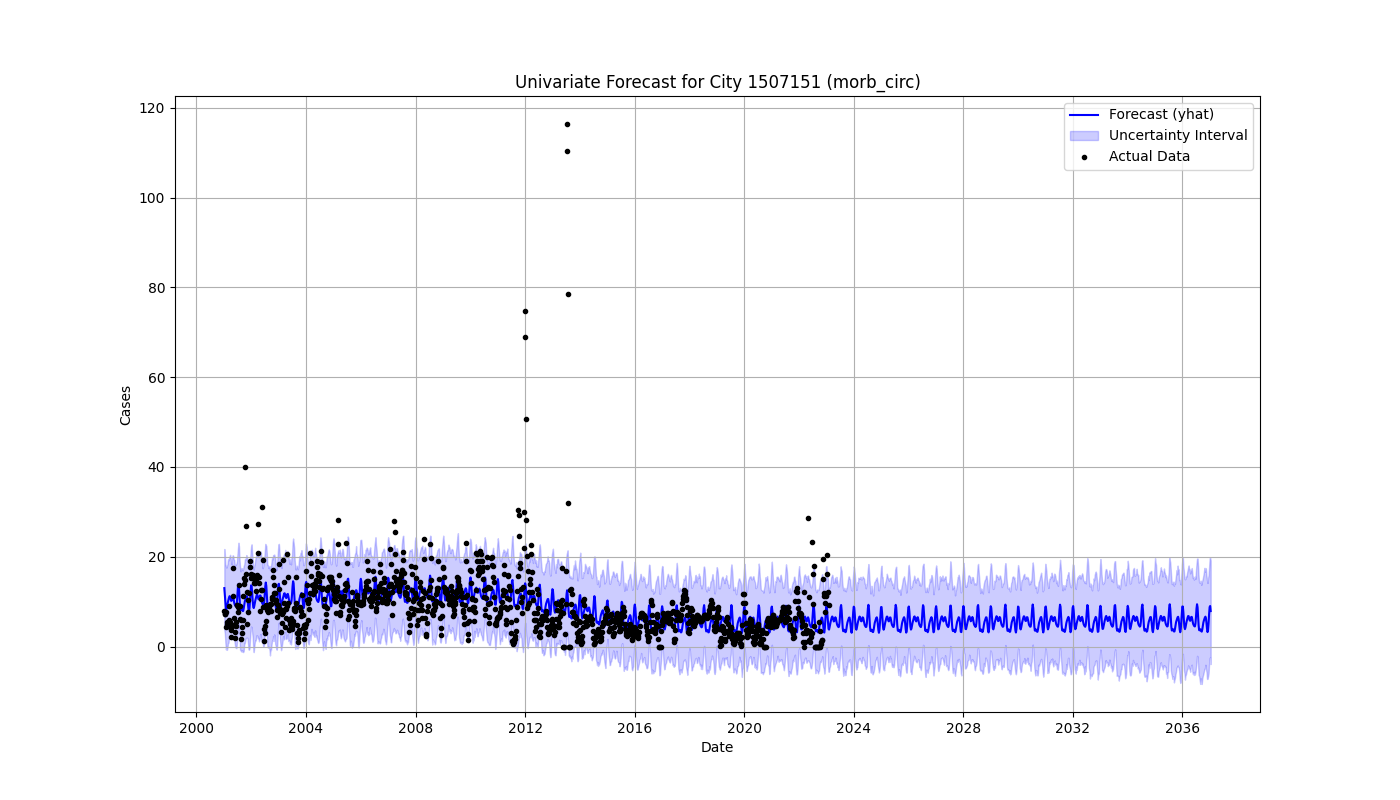 Univariate Forecast for City 1507151 (morb_circ)
Forecast (yhat)
Uncertainty Interval
Actual Data
Cases
120
100
80
60
40
20
0
2000 2004 2008 2012 2016 2020 2024 2028 2032 2036
Date